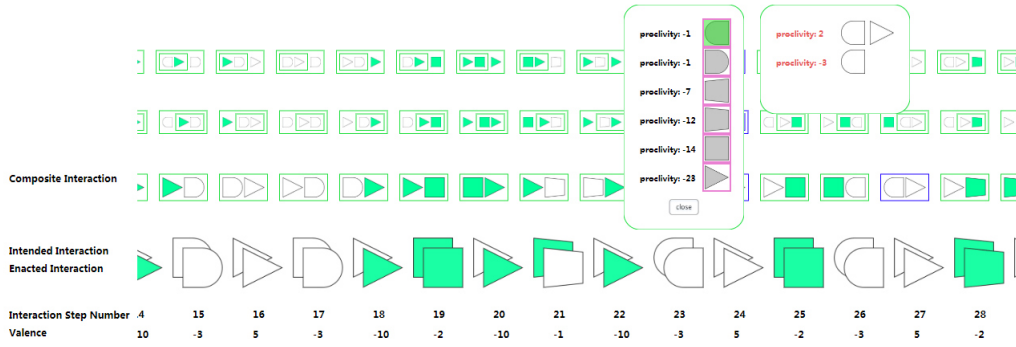 proclivity: -1
proclivity: -1
proclivity: -7
proclivity: -12
proclivity: -14
proclivity: -23
close
proclivity: 2
proclivity: -3
Composite Interaction
Intended Interaction
Enacted Interaction
Interaction Step Number .4 15 16 17 18 19 20 21 22 23 24 25 26 27 28
Valence 10 -3 5 -3 -10 -2 -10 -1 -10 -3 5 -2 -3 5 -2